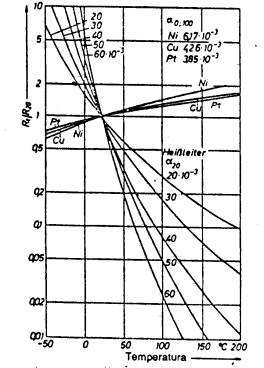 10
5
2
1
0,5
0,2
0,1
0,05
0,02
0,01
20
30
40
50
60·10⁻³
α₀,₁₀₀
Ni 6,17·10⁻³
Cu 4,26·10⁻³
Pt 3,85·10⁻³
Ni
Cu Pt
Pt
Cu Ni
Heißleiter
α₂₀
20·10⁻³
30
40
50
60
-50 0 50 100 150 °C 200
Temperatura